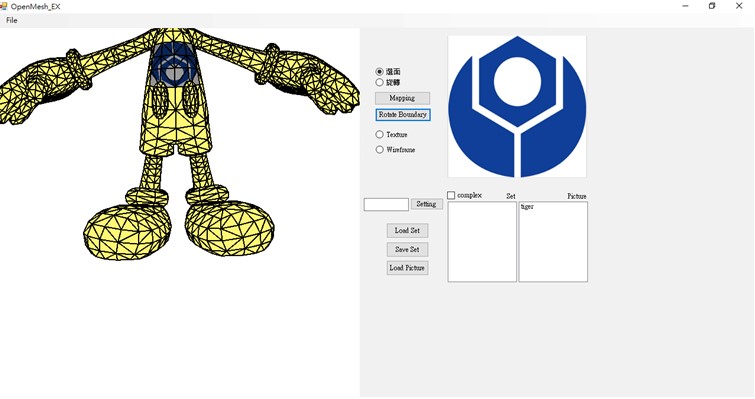 OpenMesh_EX
File
選面
旋轉
Mapping
Rotate Boundary
Texture
Wireframe
Setting
complex Set Picture
tiger
Load Set
Save Set
Load Picture